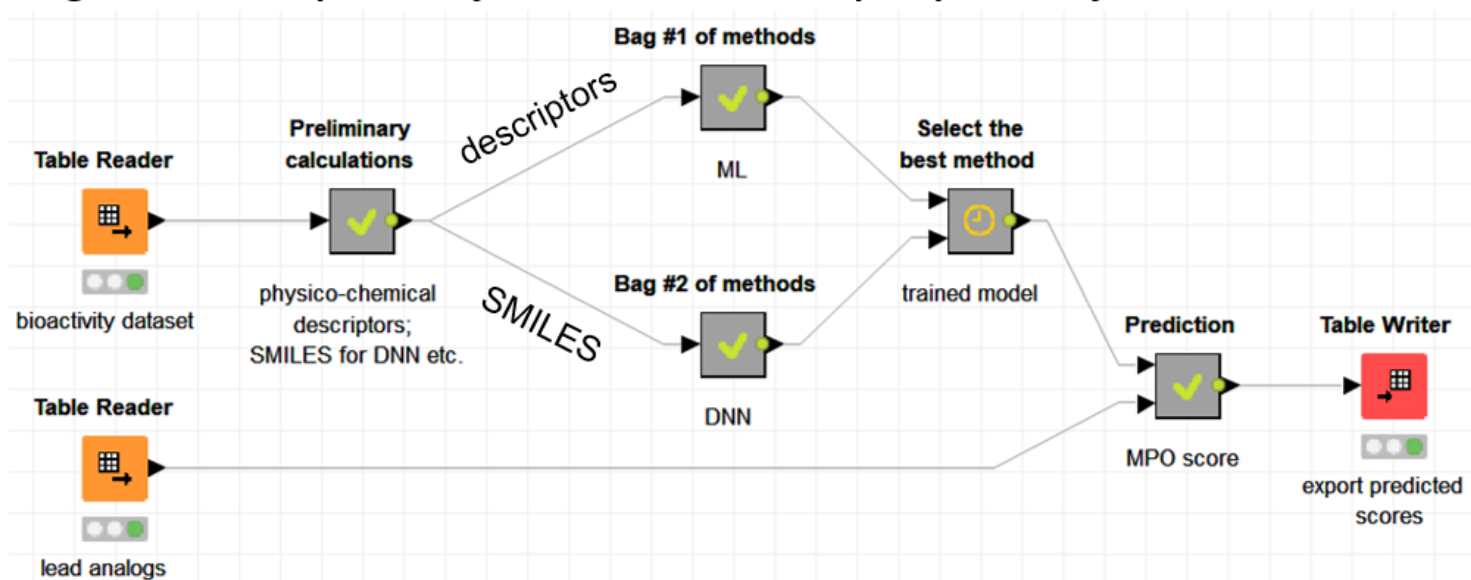 Bag #1 of methods
descriptors
Preliminary
calculations
Select the
best method
Table Reader
ML
Bag #2 of methods
physico-chemical
descriptors;
SMILES for DNN etc.
SMILES
trained model
bioactivity dataset
Prediction
Table Writer
Table Reader
DNN
MPO score
export predicted
scores
lead analogs